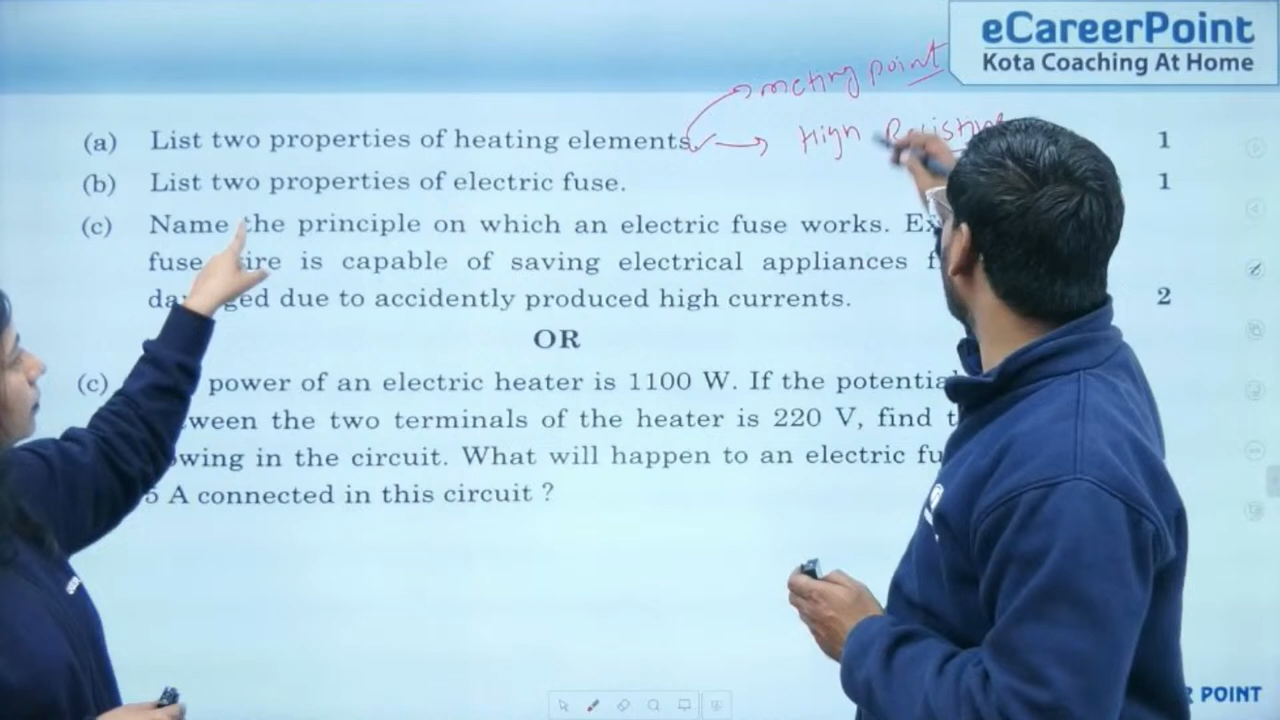 eCareerPoint
Kota Coaching At Home
melting point
(a) List two properties of heating elements. High 1
(b) List two properties of electric fuse. 1
(c) Name the principle on which an electric fuse works.
fuse is capable of saving electrical appliances
due to accidently produced high currents. 2
OR
(c) power of an electric heater is 1100 W. If the
the two terminals of the heater is 220 V, find
in the circuit. What will happen to an electric
A connected in this circuit ?
POINT